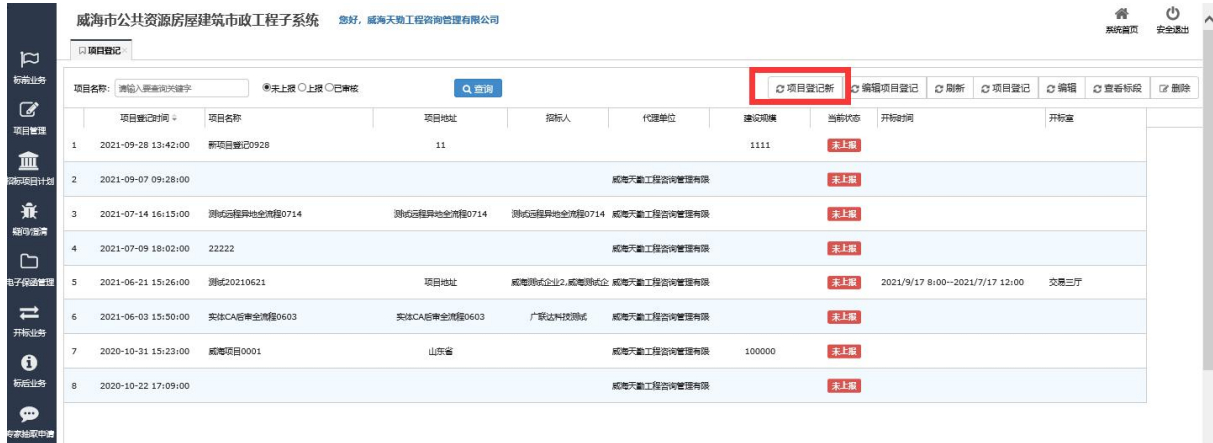 威海市公共资源房屋建筑市政工程子系统 您好，威海天勤工程咨询管理有限公司 系统首页 安全退出
项目登记
标前业务
项目管理
招标项目计划
疑问/澄清
电子保函管理
开标业务
标后业务
专家抽取申请
项目名称: 请输入要查询关键字 未上报 上报 已审核 查询 项目登记新 编辑项目登记 刷新 项目登记 编辑 查看标段 删除
项目登记时间 项目名称 项目地址 招标人 代理单位 建设规模 当前状态 开标时间 开标室
1 2021-09-28 13:42:00 新项目登记0928 11 1111 未上报
2 2021-09-07 09:28:00 威海天勤工程咨询管理有限 未上报
3 2021-07-14 16:15:00 测试远程异地全流程0714 测试远程异地全流程0714 测试远程异地全流程0714 威海天勤工程咨询管理有限 未上报
4 2021-07-09 18:02:00 22222 威海天勤工程咨询管理有限 未上报
5 2021-06-21 15:26:00 测试20210621 项目地址 威海测试企业2,威海测试企 威海天勤工程咨询管理有限 未上报 2021/9/17 8:00--2021/7/17 12:00 交易三厅
6 2021-06-03 15:50:00 实体CA后审全流程0603 实体CA后审全流程0603 广联达科技测试 威海天勤工程咨询管理有限 未上报
7 2020-10-31 15:23:00 威海项目0001 山东省 威海天勤工程咨询管理有限 100000 未上报
8 2020-10-22 17:09:00 威海天勤工程咨询管理有限 未上报